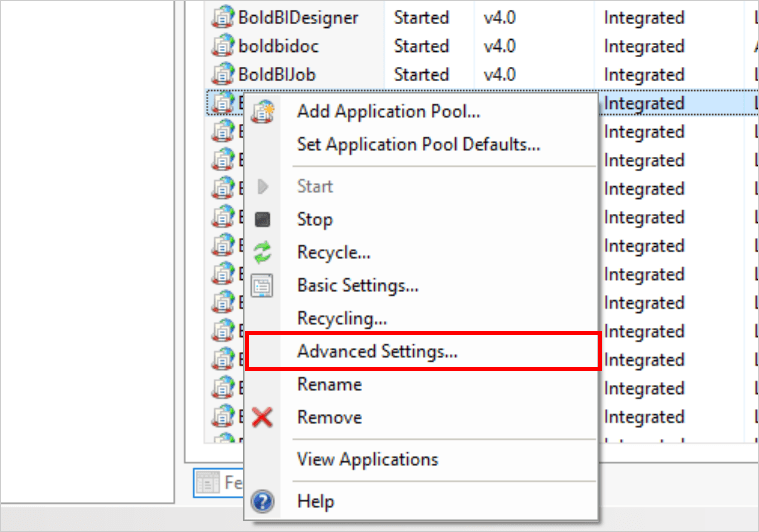 BoldBIDesigner Started v4.0 Integrated
boldbidoc Started v4.0 Integrated
BoldBIJob Started v4.0 Integrated
Integrated
Add Application Pool...
Integrated
Set Application Pool Defaults...
Integrated
Start
Integrated
Stop
Integrated
Recycle...
Integrated
Basic Settings...
Integrated
Recycling...
Integrated
Integrated
Advanced Settings...
Integrated
Rename
Integrated
Remove
Integrated
View Applications
Help